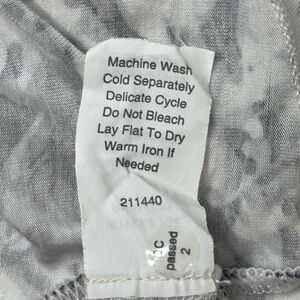 Machine Wash
Cold Separately
Delicate Cycle
Do Not Bleach
Lay Flat To Dry
Warm Iron If
Needed
211440
QC
passed
2